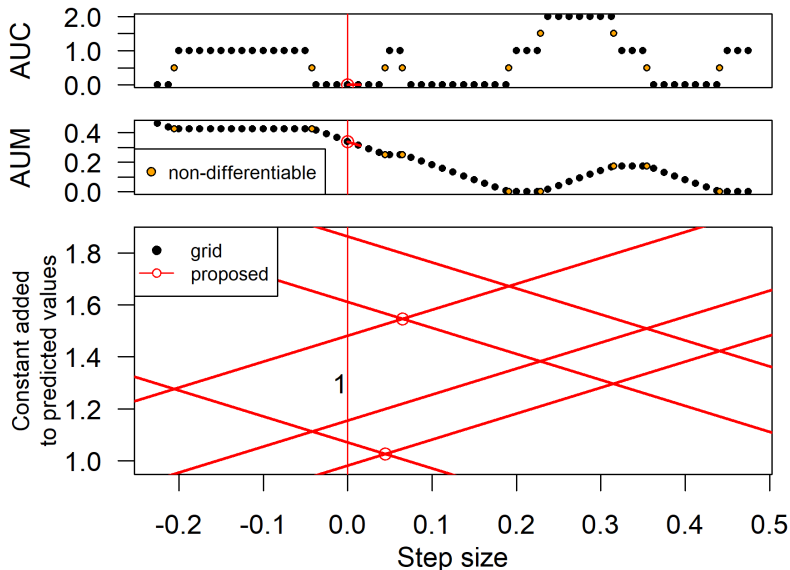 AUC
2.0
1.0
0.0
AUM
0.4
0.2
0.0
non-differentiable
Constant added
to predicted values
1.8
1.6
1.4
1.2
1.0
grid
proposed
1
-0.2 -0.1 0.0 0.1 0.2 0.3 0.4 0.5
Step size